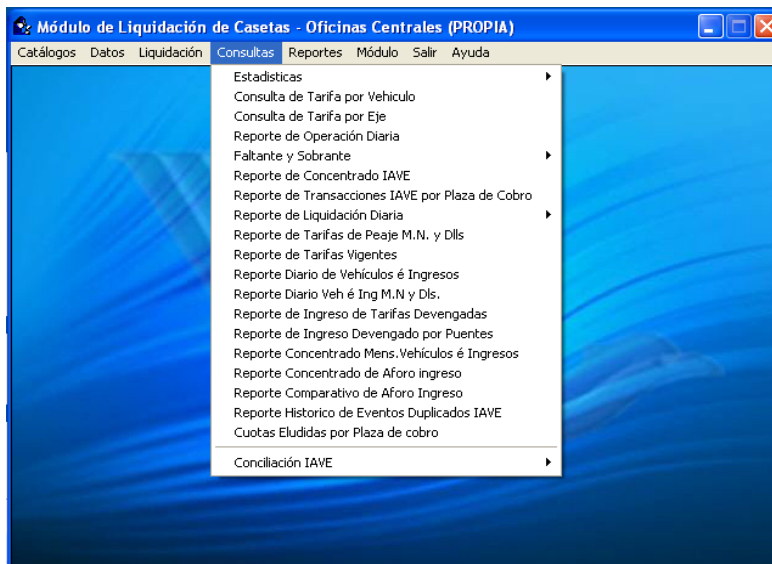 Módulo de Liquidación de Casetas - Oficinas Centrales (PROPIA)
Catálogos Datos Liquidación Consultas Reportes Módulo Salir Ayuda
Estadisticas
Consulta de Tarifa por Vehiculo
Consulta de Tarifa por Eje
Reporte de Operación Diaria
Faltante y Sobrante
Reporte de Concentrado IAVE
Reporte de Transacciones IAVE por Plaza de Cobro
Reporte de Liquidación Diaria
Reporte de Tarifas de Peaje M.N. y Dlls
Reporte de Tarifas Vigentes
Reporte Diario de Vehículos é Ingresos
Reporte Diario Veh é Ing M.N y Dls.
Reporte de Ingreso de Tarifas Devengadas
Reporte de Ingreso Devengado por Puentes
Reporte Concentrado Mens.Vehículos é Ingresos
Reporte Concentrado de Aforo ingreso
Reporte Comparativo de Aforo Ingreso
Reporte Historico de Eventos Duplicados IAVE
Cuotas Eludidas por Plaza de cobro
Conciliación IAVE